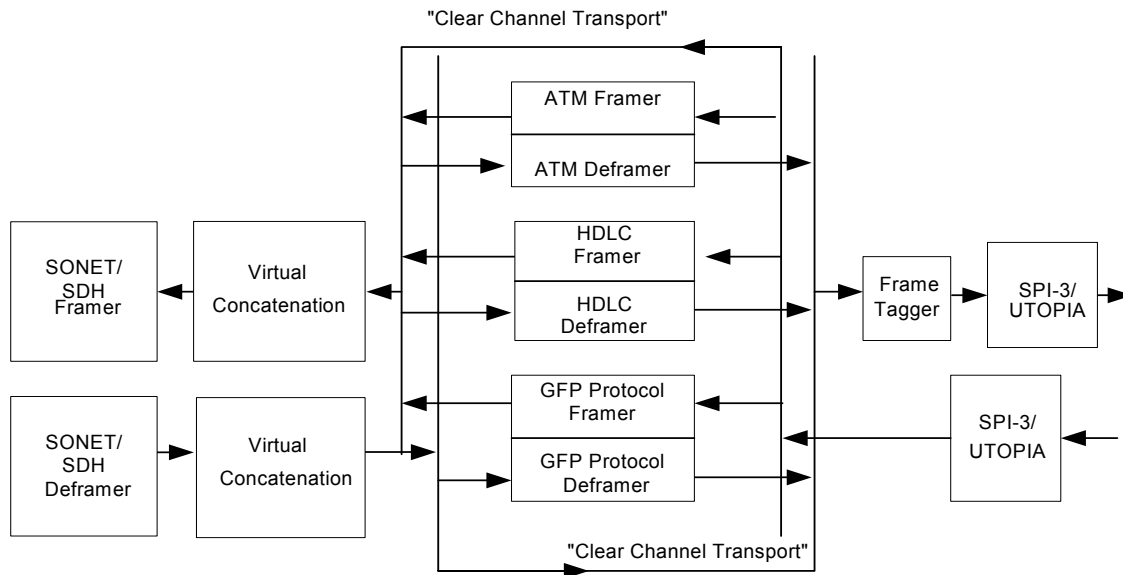 "Clear Channel Transport"
ATM Framer
ATM Deframer
HDLC
Framer
HDLC
Deframer
GFP Protocol
Framer
GFP Protocol
Deframer
SONET/
SDH
Framer
Virtual
Concatenation
SONET/
SDH
Deframer
Virtual
Concatenation
Frame
Tagger
SPI-3/
UTOPIA
SPI-3/
UTOPIA
"Clear Channel Transport"